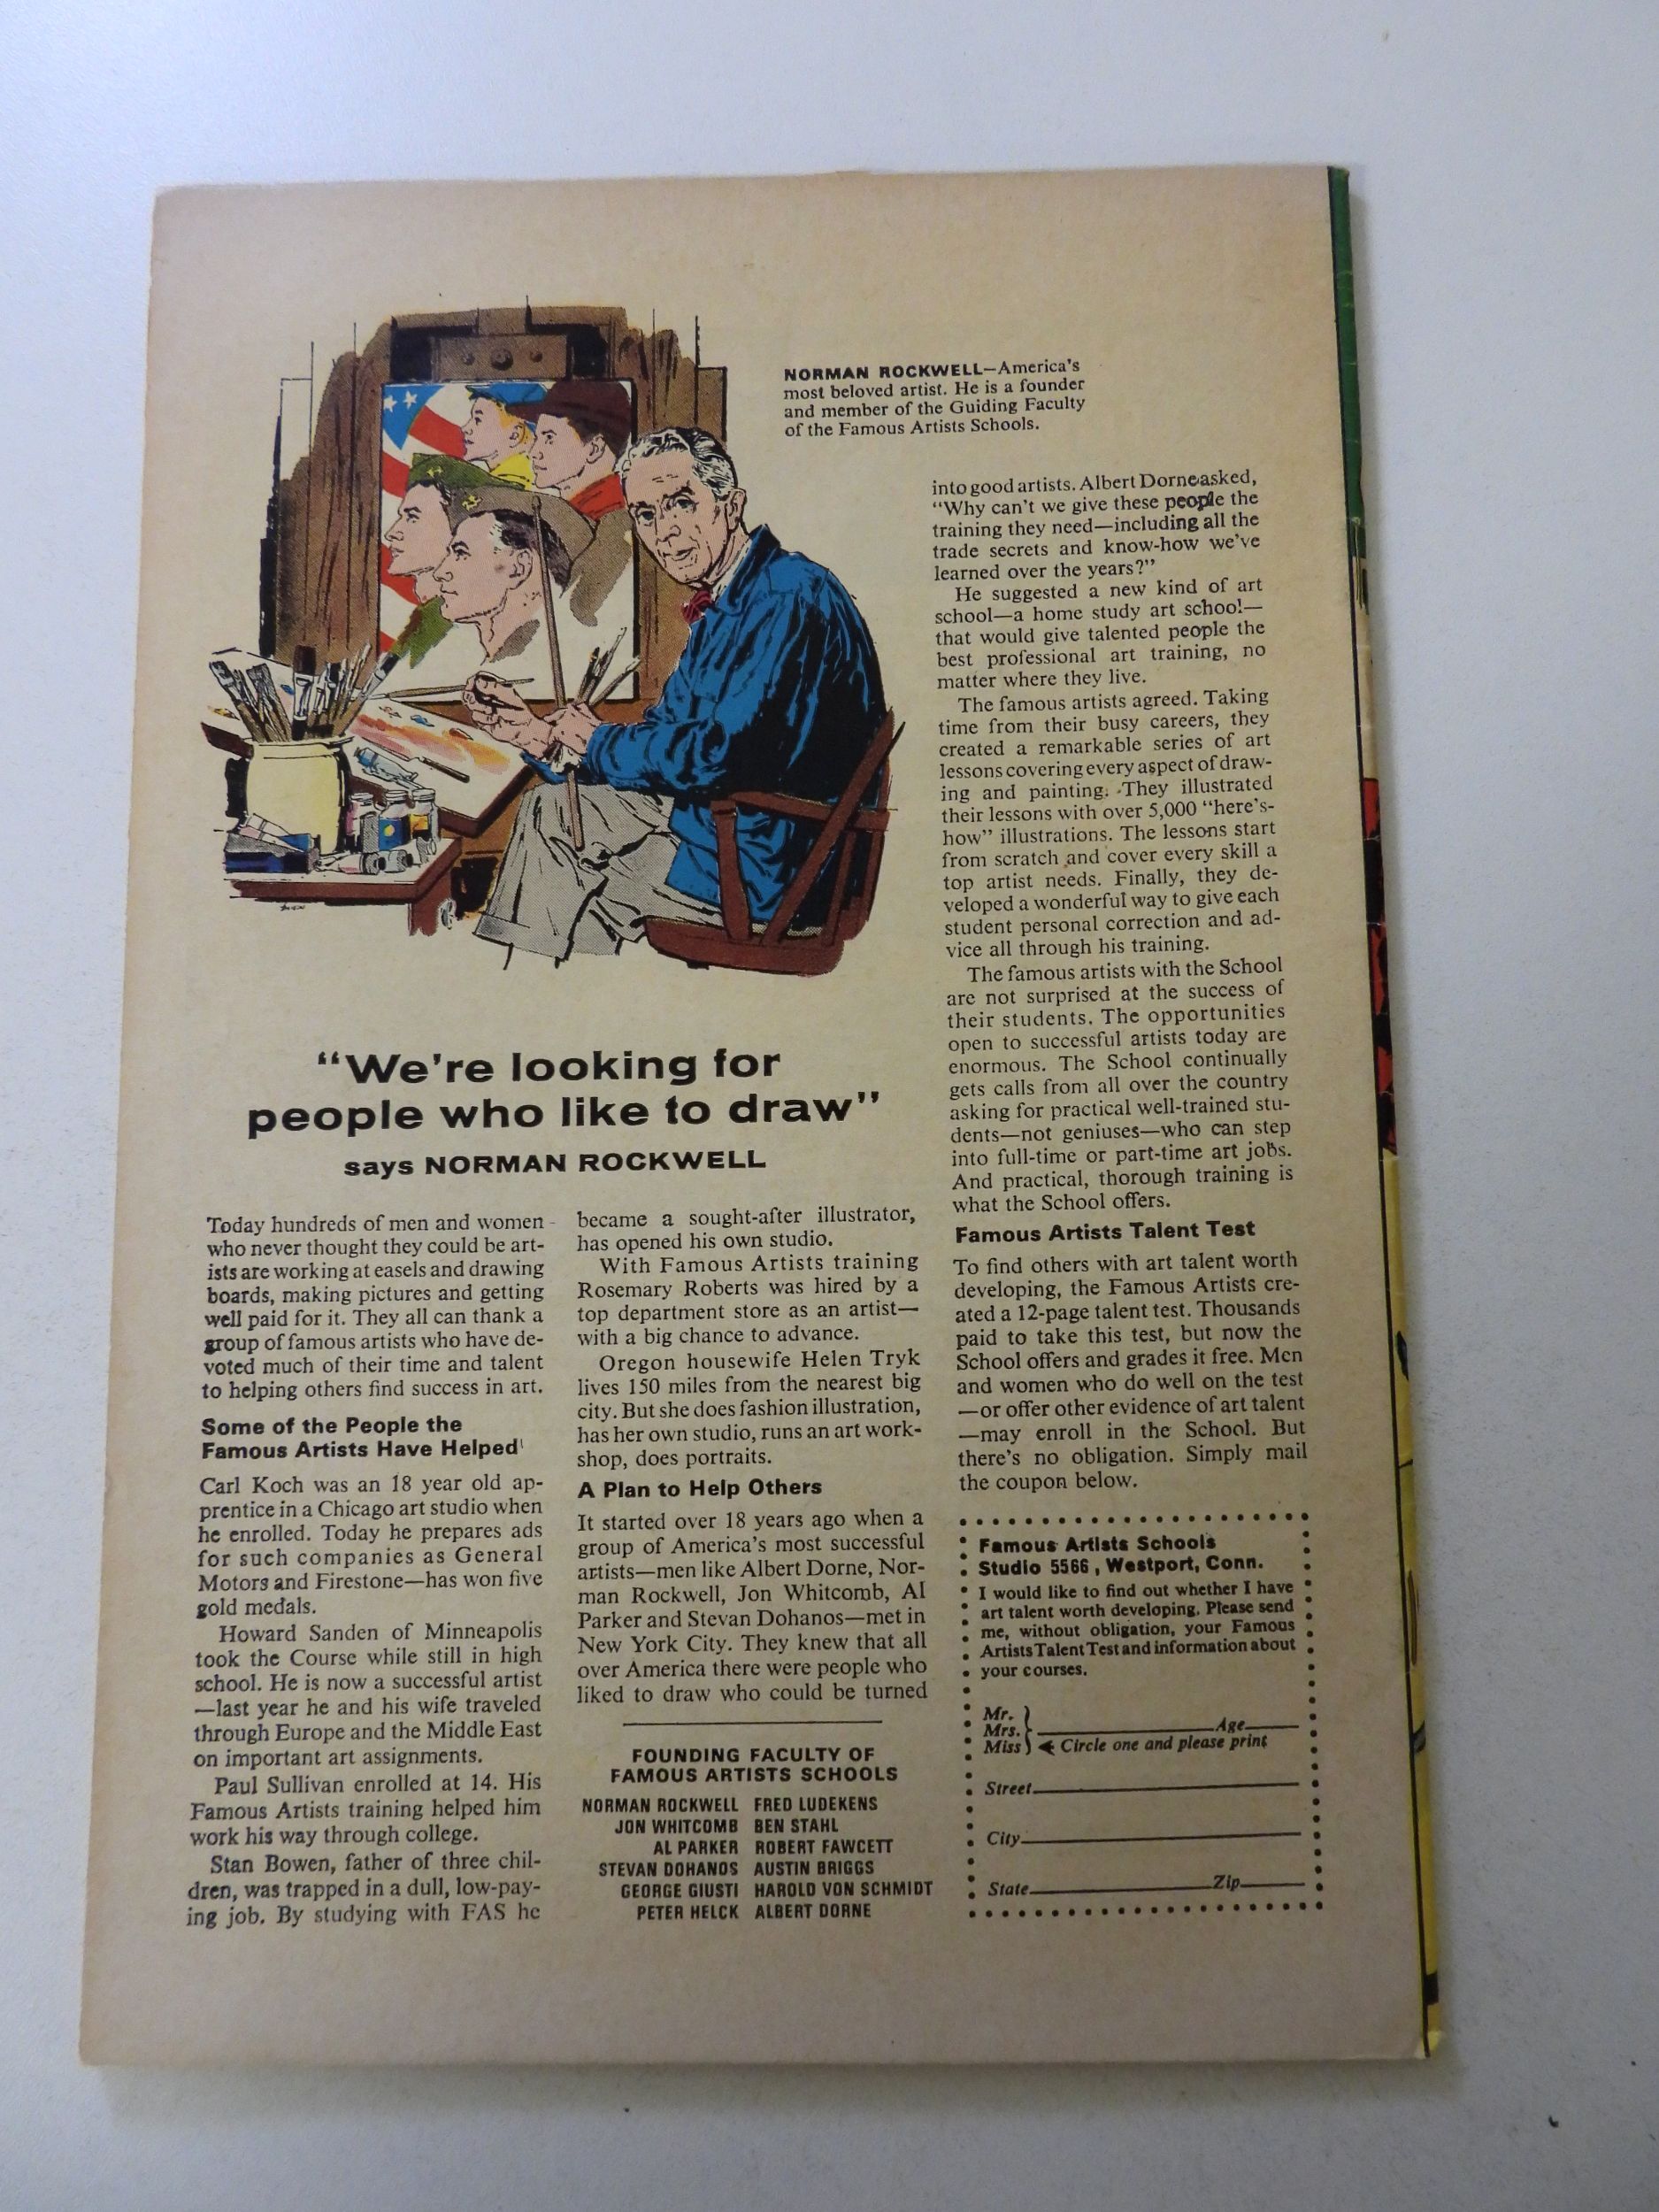 NORMAN ROCKWELL—America's
most beloved artist. He is a founder
and member of the Guiding Faculty
of the Famous Artists Schools.
"We're looking for
people who like to draw"
says NORMAN ROCKWELL
Today hundreds of men and women
who never thought they could be art-
ists are working at easels and drawing
boards, making pictures and getting
well paid for it. They all can thank a
group of famous artists who have de-
voted much of their time and talent
to helping others find success in art.
Some of the People the
Famous Artists Have Helped
Carl Koch was an 18 year old ap-
prentice in a Chicago art studio when
he enrolled. Today he prepares ads
for such companies as General
Motors and Firestone—has won five
gold medals.
Howard Sanden of Minneapolis
took the Course while still in high
school. He is now a successful artist
—last year he and his wife traveled
through Europe and the Middle East
on important art assignments.
Paul Sullivan enrolled at 14. His
Famous Artists training helped him
work his way through college.
Stan Bowen, father of three chil-
dren, was trapped in a dull, low-pay-
ing job. By studying with FAS he
became a sought-after illustrator,
has opened his own studio.
With Famous Artists training
Rosemary Roberts was hired by a
top department store as an artist—
with a big chance to advance.
Oregon housewife Helen Tryk
lives 150 miles from the nearest big
city. But she does fashion illustration,
has her own studio, runs an art work-
shop, does portraits.
A Plan to Help Others
It started over 18 years ago when a
group of America's most successful
artists—men like Albert Dorne, Nor-
man Rockwell, Jon Whitcomb, Al
Parker and Stevan Dohanos—met in
New York City. They knew that all
over America there were people who
liked to draw who could be turned
into good artists. Albert Dorne asked,
"Why can't we give these people the
training they need—including all the
trade secrets and know-how we've
learned over the years?"
He suggested a new kind of art
school—a home study art school—
that would give talented people the
best professional art training, no
matter where they live.
The famous artists agreed. Taking
time from their busy careers, they
created a remarkable series of art
lessons covering every aspect of draw-
ing and painting. They illustrated
their lessons with over 5,000 "here's-
how" illustrations. The lessons start
from scratch and cover every skill a
top artist needs. Finally, they de-
veloped a wonderful way to give each
student personal correction and ad-
vice all through his training.
The famous artists with the School
are not surprised at the success of
their students. The opportunities
open to successful artists today are
enormous. The School continually
gets calls from all over the country
asking for practical well-trained stu-
dents—not geniuses—who can step
into full-time or part-time art jobs.
And practical, thorough training is
what the School offers.
Famous Artists Talent Test
To find others with art talent worth
developing, the Famous Artists cre-
ated a 12-page talent test. Thousands
paid to take this test, but now the
School offers and grades it free. Men
and women who do well on the test
—or offer other evidence of art talent
—may enroll in the School. But
there's no obligation. Simply mail
the coupon below.
FOUNDING FACULTY OF
FAMOUS ARTISTS SCHOOLS
NORMAN ROCKWELL FRED LUDEKENS
JON WHITCOMB BEN STAHL
AL PARKER ROBERT FAWCETT
STEVAN DOHANOS AUSTIN BRIGGS
GEORGE GIUSTI HAROLD VON SCHMIDT
PETER HELCK ALBERT DORNE
Famous Artists Schools
Studio 5566, Westport, Conn.
I would like to find out whether I have
art talent worth developing. Please send
me, without obligation, your Famous
Artists Talent Test and information about
your courses.
Mr.
Mrs. Age
Miss Circle one and please print
Street
City
State Zip